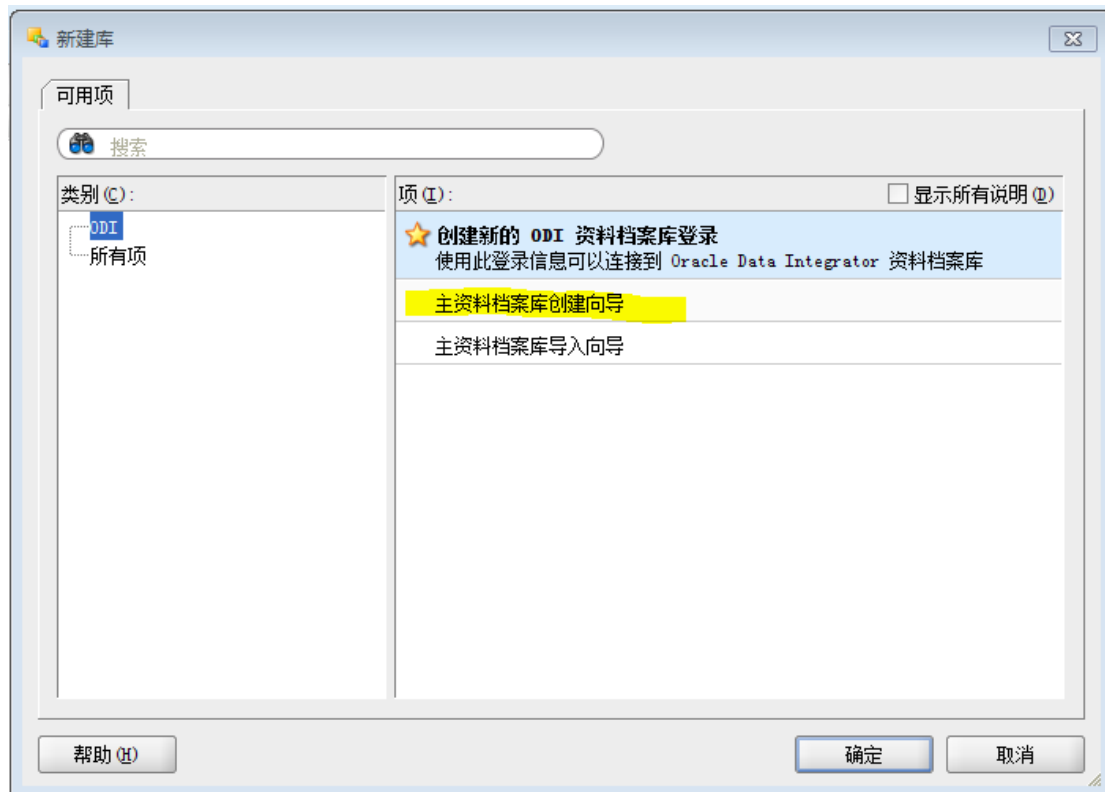 新建库
可用项
搜索
类别(C):
项(I):
显示所有说明(D)
ODI
所有项
创建新的 ODI 资料档案库登录
使用此登录信息可以连接到 Oracle Data Integrator 资料档案库
主资料档案库创建向导
主资料档案库导入向导
帮助(H)
确定
取消